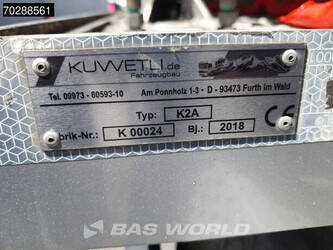 70288561
KUVVETLI.de
Fahrzeugbau
Tel. 09973 - 80593-10 Am Ponnholz 1-3 • D - 93473 Furth im Wald
Typ: K2A
brik-Nr.: K 00024 Bj.: 2018 CE
BAS WORLD